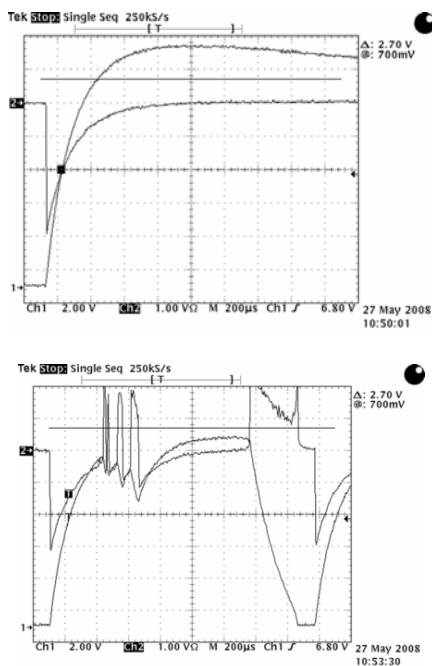 Tek Stop: Single Seq 250kS/s
[ T ]
Δ: 2.70 V
@: 700mV
2→
1→
Ch1 2.00 V Ch2 1.00 VΩ M 200µs Ch1 ∫ 6.80 V
27 May 2008
10:50:01
Tek Stop: Single Seq 250kS/s
[ T ]
Δ: 2.70 V
@: 700mV
2→
T
1→
Ch1 2.00 V Ch2 1.00 VΩ M 200µs Ch1 ∫ 6.80 V
27 May 2008
10:53:30